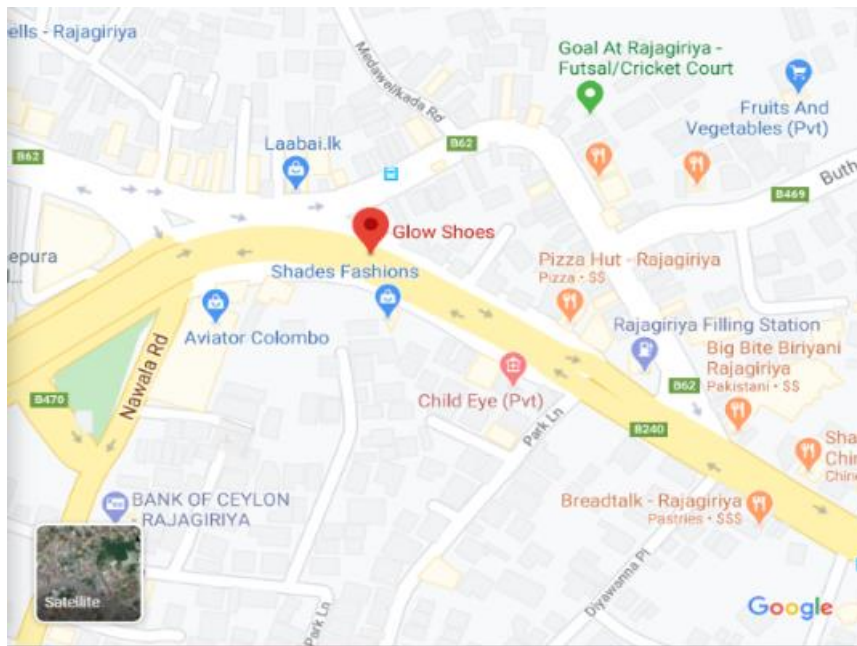 ells - Rajagiriya
Medawelikada Rd
Goal At Rajagiriya -
Futsal/Cricket Court
Fruits And
Vegetables (Pvt)
Laabai.lk
B62
B62
B469
Buth
Glow Shoes
epura
Shades Fashions
Pizza Hut - Rajagiriya
Pizza • $$
Aviator Colombo
Rajagiriya Filling Station
Big Bite Biriyani
Rajagiriya
Pakistani • $$
Nawala Rd
B470
Child Eye (Pvt)
B62
Park Ln
B240
Sha
Chin
Chine
BANK OF CEYLON
- RAJAGIRIYA
Breadtalk - Rajagiriya
Pastries • $$$
Satellite
Park Ln
Diyawanna Pl
Google